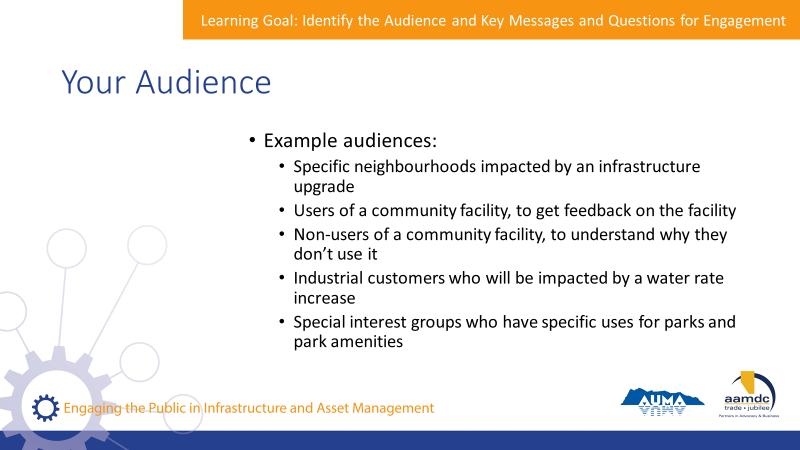 Learning Goal: Identify the Audience and Key Messages and Questions for Engagement
Your Audience
• Example audiences:
• Specific neighbourhoods impacted by an infrastructure
upgrade
• Users of a community facility, to get feedback on the facility
• Non-users of a community facility, to understand why they
don’t use it
• Industrial customers who will be impacted by a water rate
increase
• Special interest groups who have specific uses for parks and
park amenities
Engaging the Public in Infrastructure and Asset Management
AUMA
aamdc
trade • jubilee
Partners in Advocacy & Business